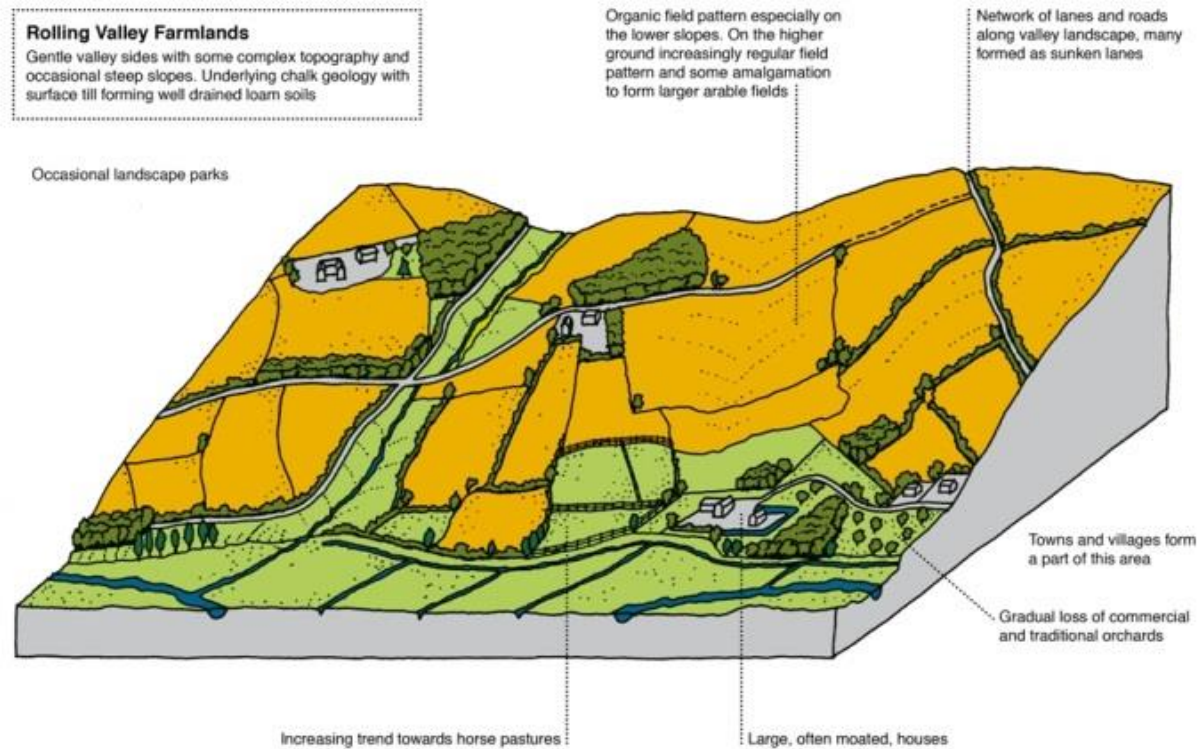 Rolling Valley Farmlands
Gentle valley sides with some complex topography and
occasional steep slopes. Underlying chalk geology with
surface till forming well drained loam soils
Organic field pattern especially on
the lower slopes. On the higher
ground increasingly regular field
pattern and some amalgamation
to form larger arable fields
Network of lanes and roads
along valley landscape, many
formed as sunken lanes
Occasional landscape parks
Towns and villages form
a part of this area
Gradual loss of commercial
and traditional orchards
Increasing trend towards horse pastures
Large, often moated, houses